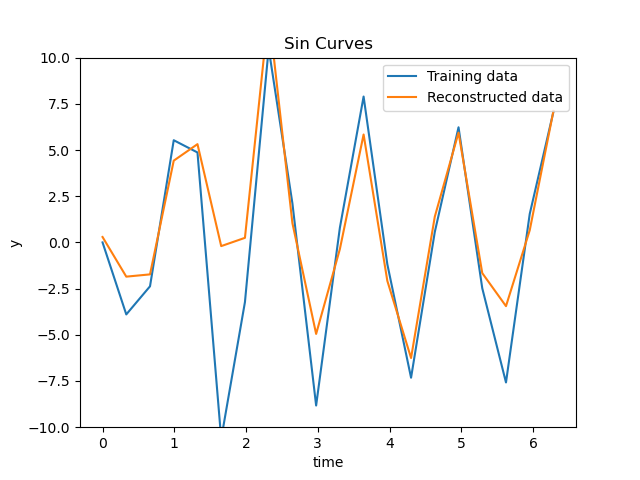 Sin Curves
Training data
Reconstructed data
10.0
7.5
5.0
2.5
0.0
−2.5
−5.0
−7.5
−10.0
y
0 1 2 3 4 5 6
time